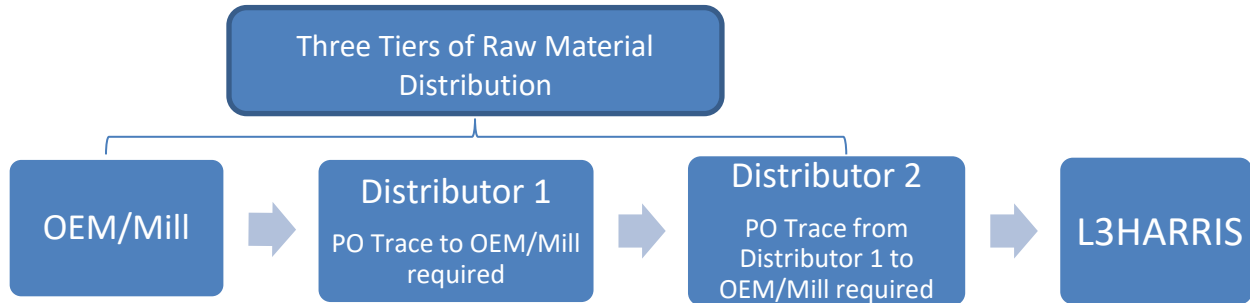 Three Tiers of Raw Material
Distribution
OEM/Mill
Distributor 1
PO Trace to OEM/Mill
required
Distributor 2
PO Trace from
Distributor 1 to
OEM/Mill required
L3HARRIS